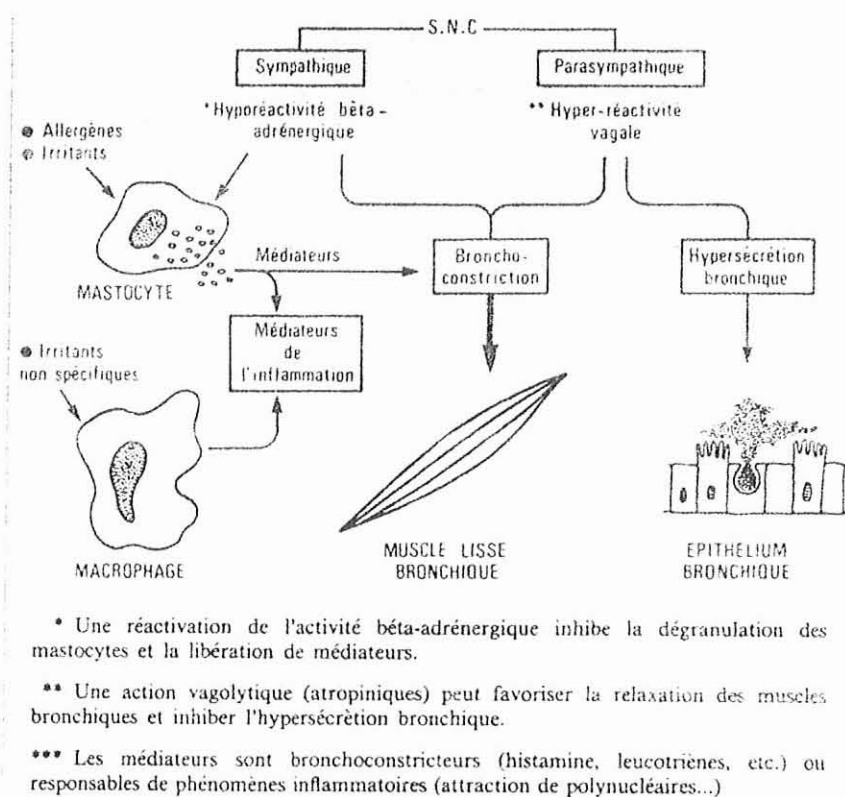 S.N.C
Sympathique
Parasympathique
* Hyporéactivité bêta-
adrénergique
** Hyper-réactivité
vagale
Allergènes
Irritants
Médiateurs
Broncho-
constriction
Hypersécrétion
bronchique
MASTOCYTE
Médiateurs
de
l'inflammation
Irritants
non spécifiques
MACROPHAGE
MUSCLE LISSE
BRONCHIQUE
EPITHELIUM
BRONCHIQUE
* Une réactivation de l'activité béta-adrénergique inhibe la dégranulation des
mastocytes et la libération de médiateurs.
** Une action vagolytique (atropiniques) peut favoriser la relaxation des muscles
bronchiques et inhiber l'hypersécrètion bronchique.
*** Les médiateurs sont bronchoconstricteurs (histamine, leucotriènes, etc.) ou
responsables de phénomènes inflammatoires (attraction de polynucléaires...)